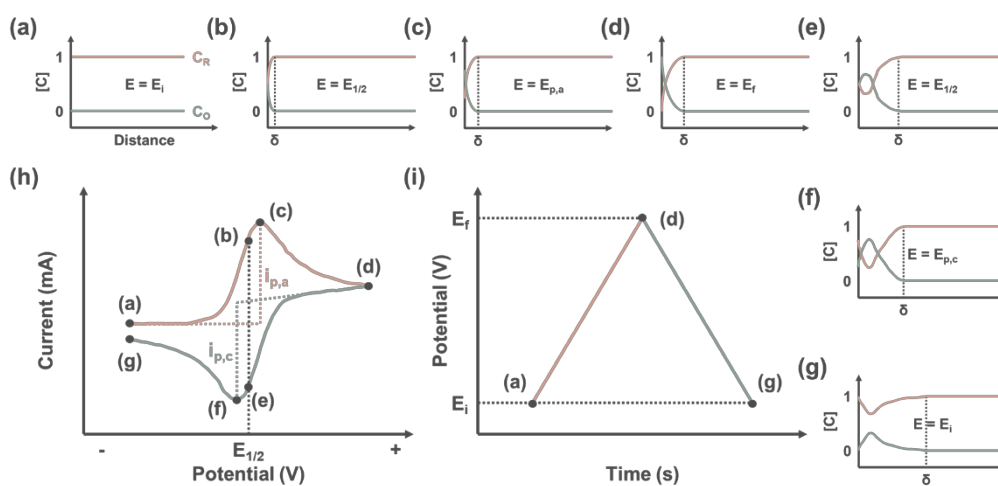 (a)
[C]
1
0
C_R
E = E_i
C_O
Distance
(b)
[C]
1
0
E = E_1/2
δ
(c)
[C]
1
0
E = E_p,a
δ
(d)
[C]
1
0
E = E_f
δ
(e)
[C]
1
0
E = E_1/2
δ
(h)
Current (mA)
(a)
(g)
(b)
(c)
(d)
i_p,a
i_p,c
(f)
(e)
-
E_1/2
+
Potential (V)
(i)
Potential (V)
E_f
E_i
(a)
(d)
(g)
Time (s)
(f)
[C]
1
0
E = E_p,c
δ
(g)
[C]
1
0
E = E_i
δ